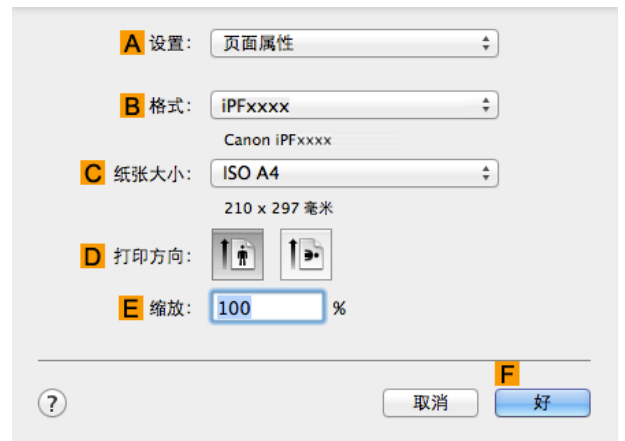 A 设置： 页面属性
B 格式： iPFxxxx
Canon iPFxxxx
C 纸张大小： ISO A4
210 x 297 毫米
D 打印方向：
E 缩放： 100 %
F
? 取消 好